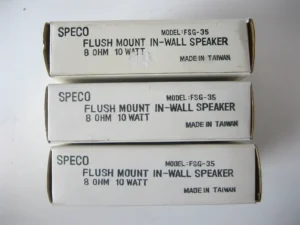 SPECO MODEL:FSG-35
FLUSH MOUNT IN-WALL SPEAKER
8 OHM 10 WATT
MADE IN TAIWAN
SPECO MODEL:FSG-35
FLUSH MOUNT IN-WALL SPEAKER
8 OHM 10 WATT
MADE IN TAIWAN
SPECO MODEL:FSG-35
FLUSH MOUNT IN-WALL SPEAKER
8 OHM 10 WATT
MADE IN TAIWAN